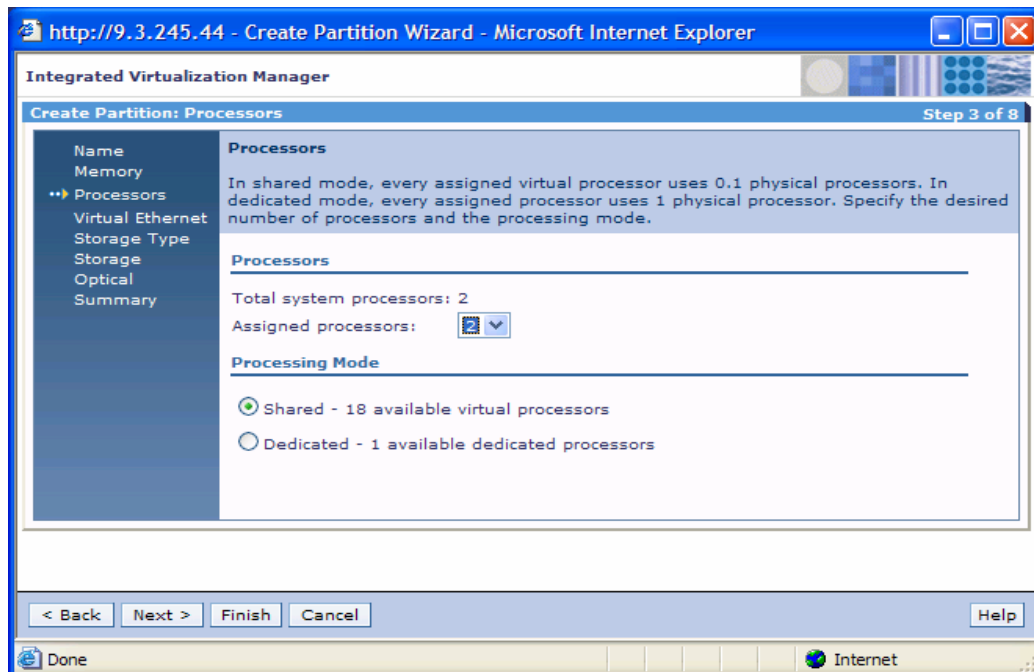 http://9.3.245.44 - Create Partition Wizard - Microsoft Internet Explorer
Integrated Virtualization Manager
Create Partition: Processors
Step 3 of 8
Name
Memory
Processors
Virtual Ethernet
Storage Type
Storage
Optical
Summary
Processors
In shared mode, every assigned virtual processor uses 0.1 physical processors. In
dedicated mode, every assigned processor uses 1 physical processor. Specify the desired
number of processors and the processing mode.
Processors
Total system processors: 2
Assigned processors: 2
Processing Mode
Shared - 18 available virtual processors
Dedicated - 1 available dedicated processors
< Back
Next >
Finish
Cancel
Help
Done
Internet